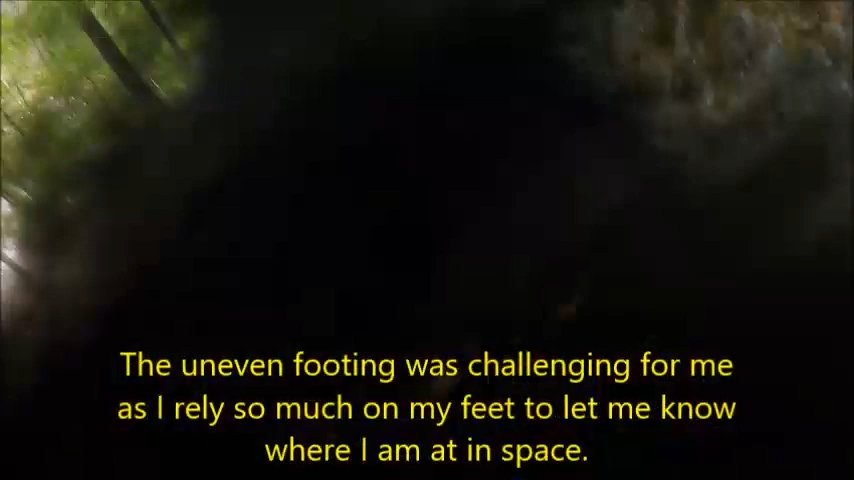 The uneven footing was challenging for me
as I rely so much on my feet to let me know
where I am at in space.